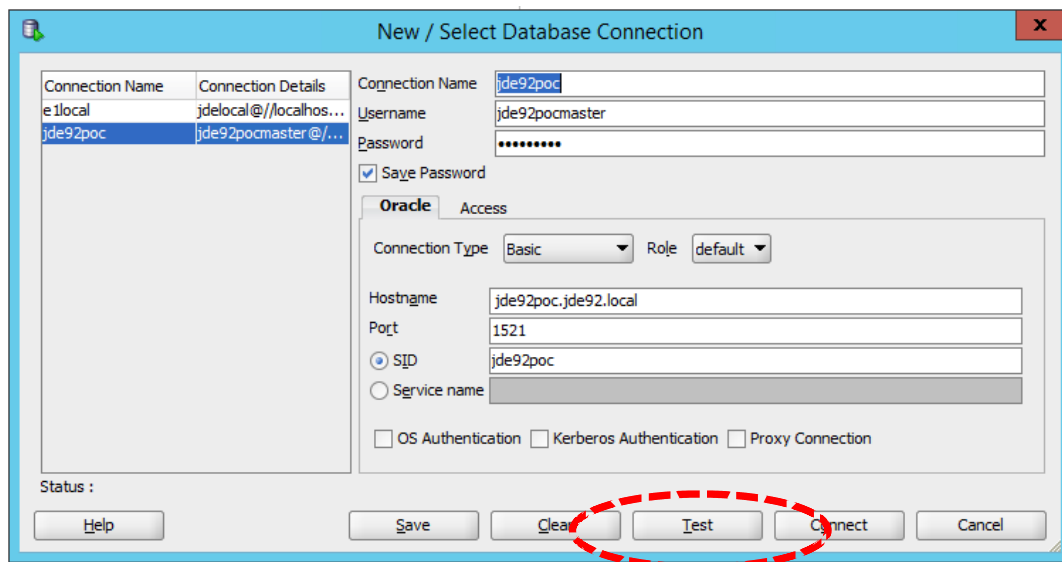 New / Select Database Connection
x
Connection Name Connection Details
e1local jdelocal@//localhos...
jde92poc jde92pocmaster@/...
Connection Name jde92poc
Username jde92pocmaster
Password •••••••••
Save Password
Oracle Access
Connection Type Basic Role default
Hostname jde92poc.jde92.local
Port 1521
SID jde92poc
Service name
OS Authentication Kerberos Authentication Proxy Connection
Status :
Help Save Clear Test Connect Cancel